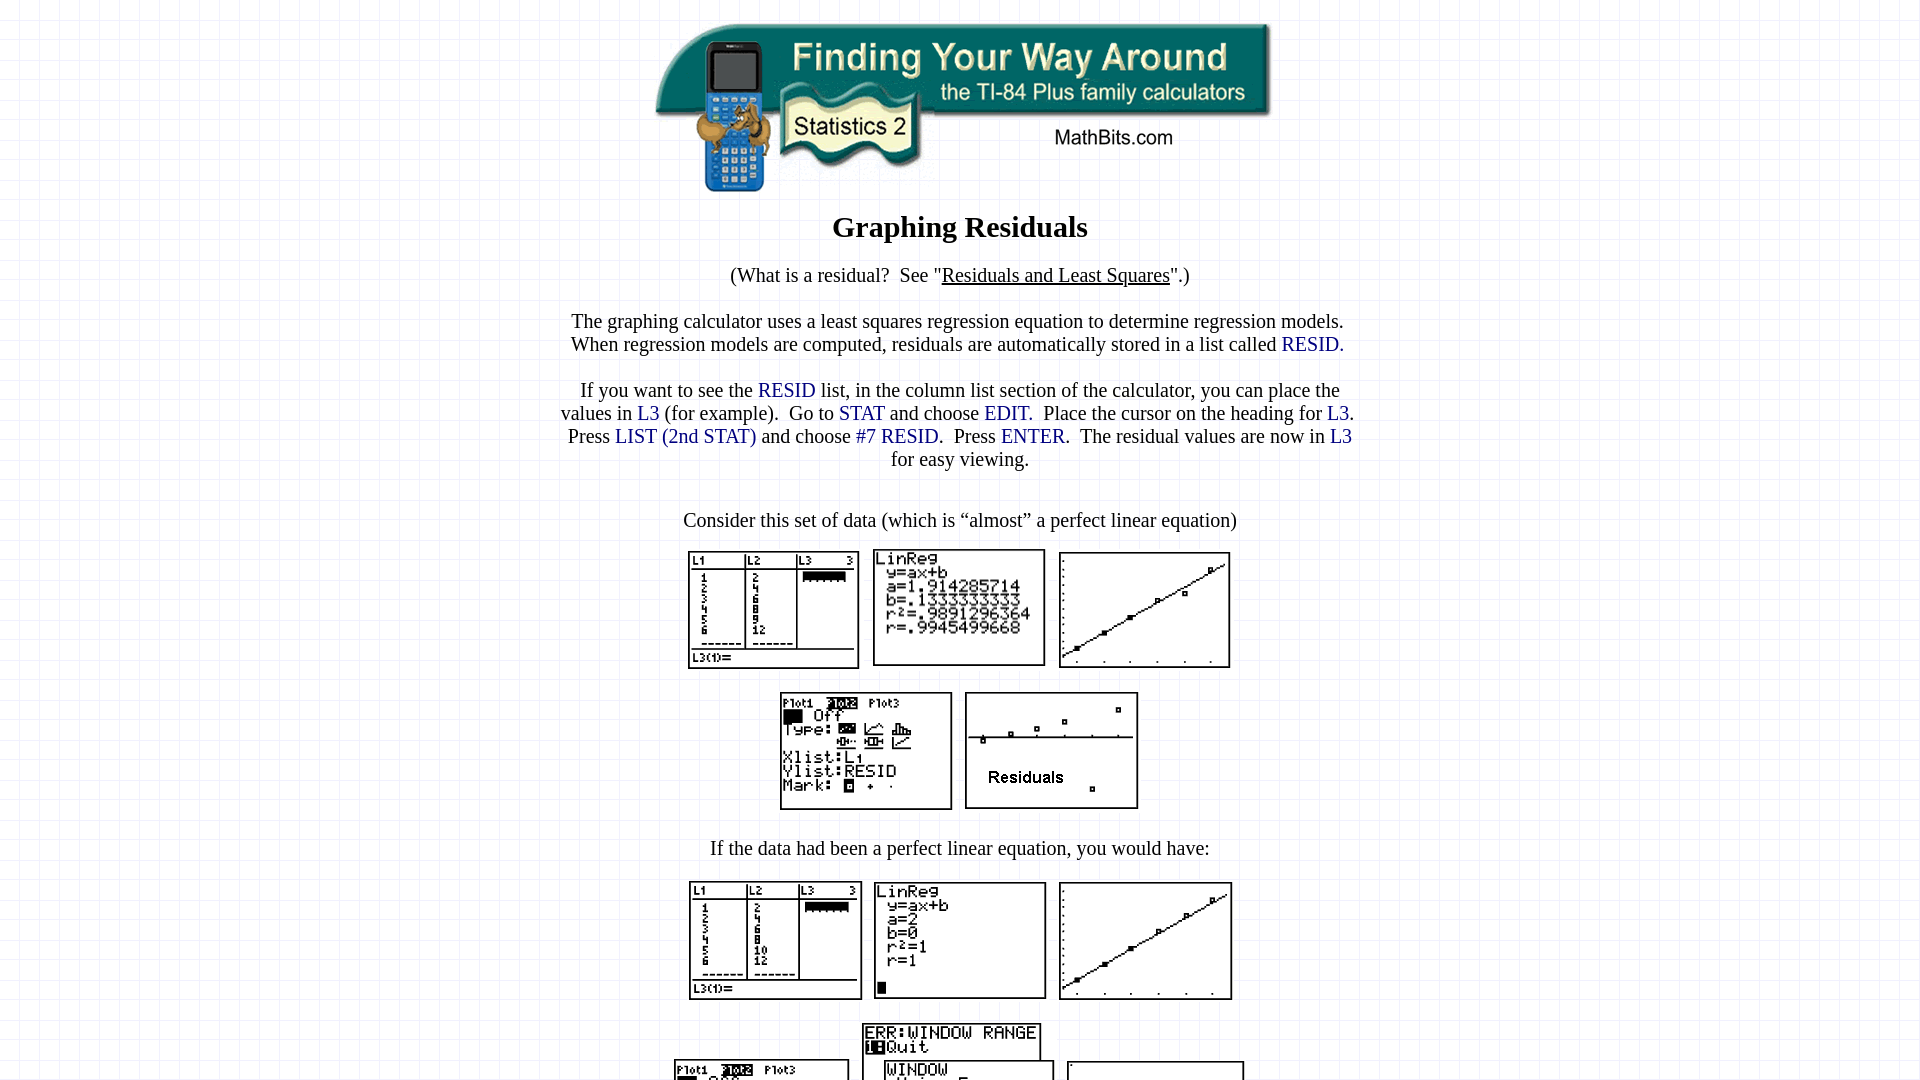 Finding Your Way Around
the TI-84 Plus family calculators
Statistics 2
MathBits.com
Graphing Residuals
(What is a residual?  See "Residuals and Least Squares".)
The graphing calculator uses a least squares regression equation to determine regression models.
When regression models are computed, residuals are automatically stored in a list called RESID.
If you want to see the RESID list, in the column list section of the calculator, you can place the
values in L3 (for example).  Go to STAT and choose EDIT.  Place the cursor on the heading for L3.
Press LIST (2nd STAT) and choose #7 RESID.  Press ENTER.  The residual values are now in L3
for easy viewing.
Consider this set of data (which is “almost” a perfect linear equation)
L1 L2 L3 3
1 2
2 4
3 6
4 8
5 9
6 12
L3(1)=
LinReg
y=ax+b
a=1.914285714
b=.1333333333
r²=.9891296364
r=.9945499668
Plot1 Plot2 Plot3
Off
Type:
Xlist:L1
Ylist:RESID
Mark:
Residuals
If the data had been a perfect linear equation, you would have:
L1 L2 L3 3
1 2
2 4
3 6
4 8
5 10
6 12
L3(1)=
LinReg
y=ax+b
a=2
b=0
r²=1
r=1
ERR:WINDOW RANGE
1:Quit
Plot1 Plot2 Plot3
WINDOW